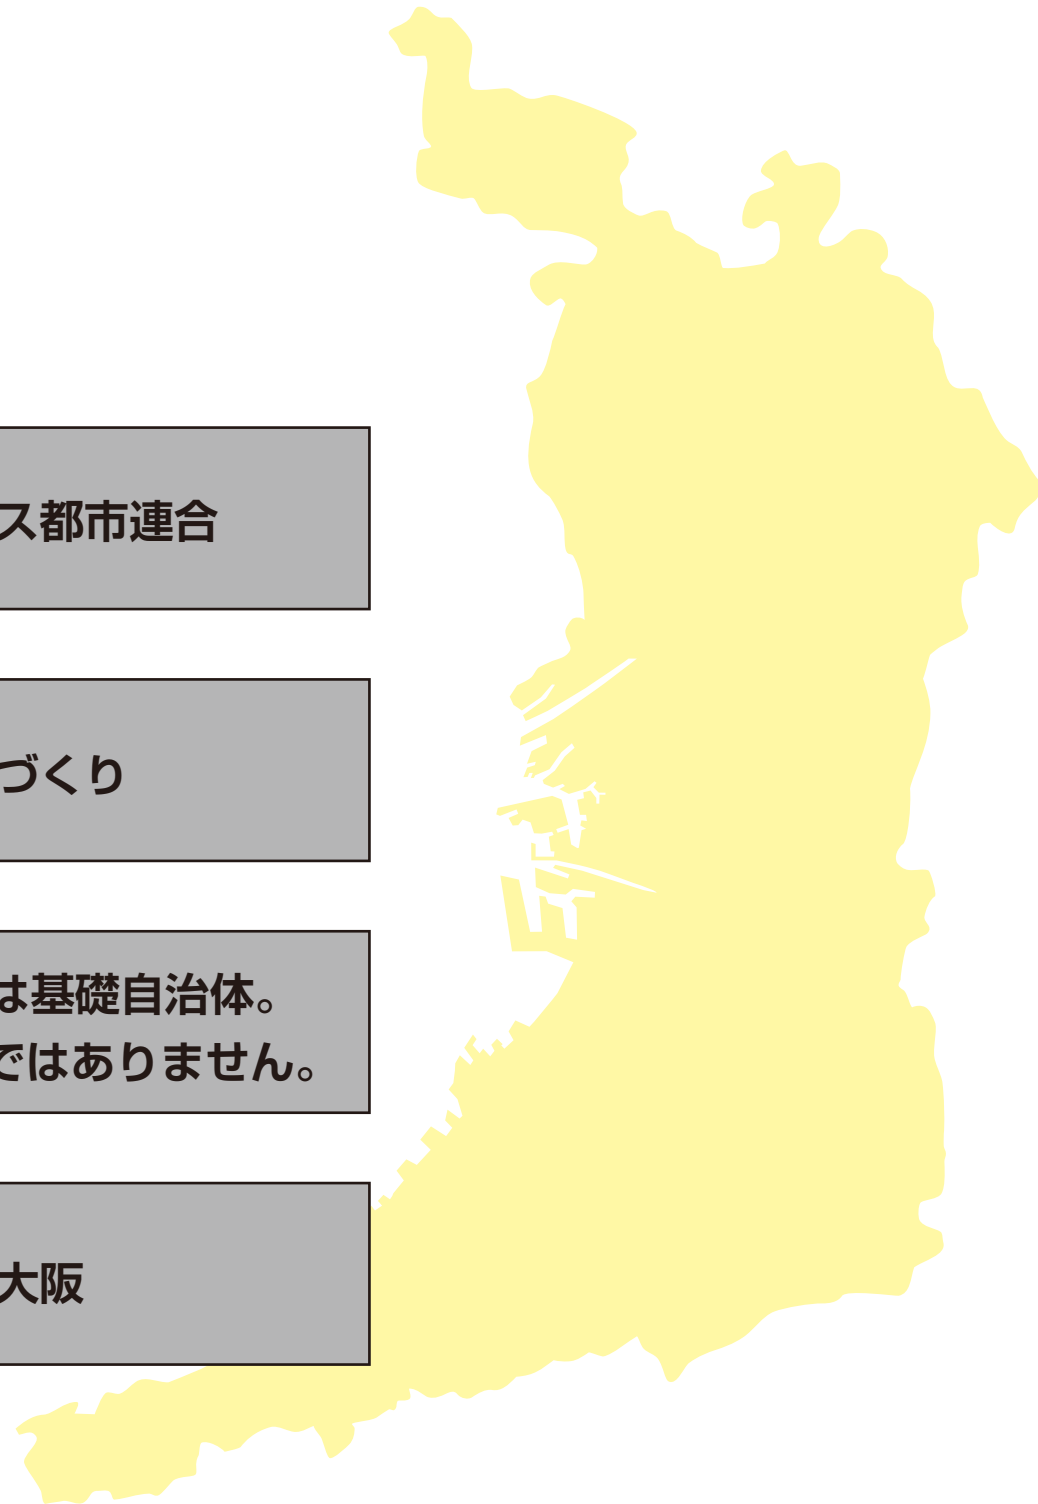 ス都市連合
づくり
は基礎自治体。
ではありません。
大阪